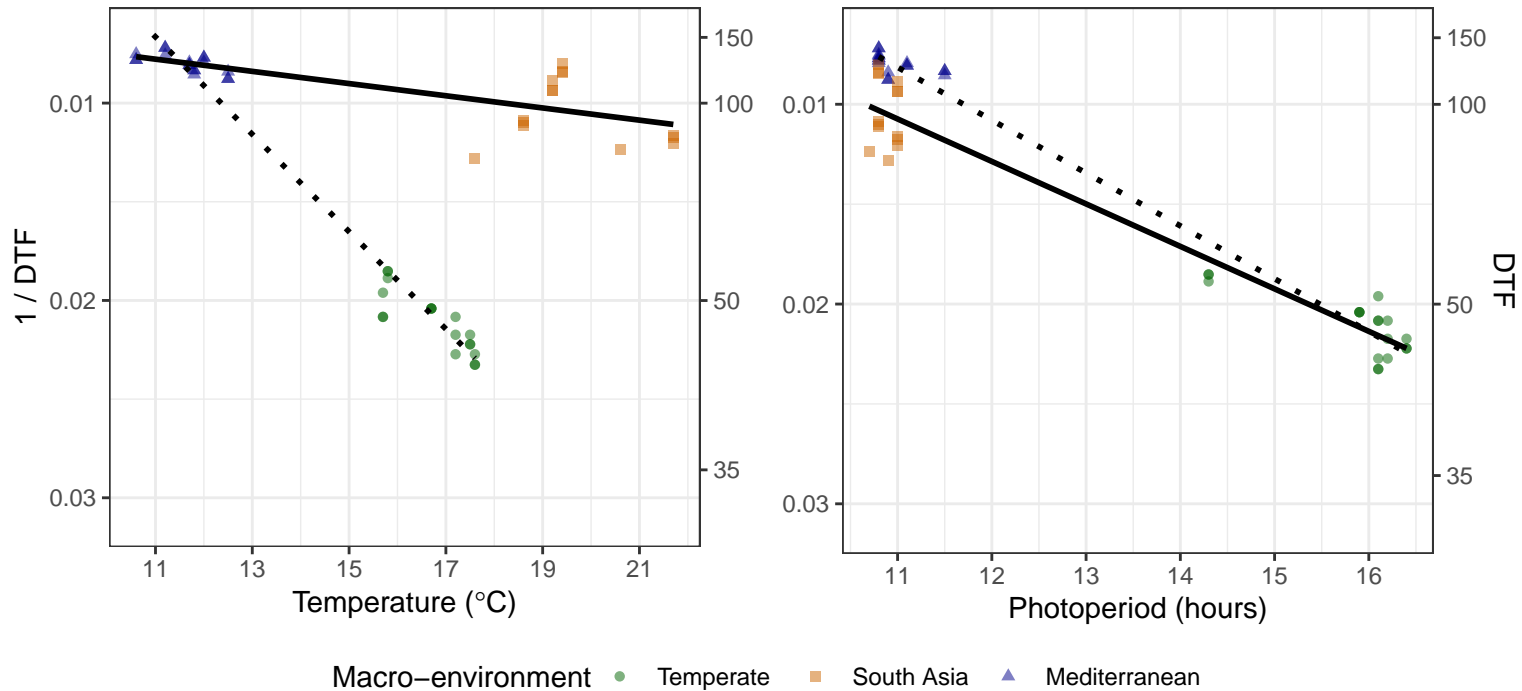 1 / DTF
0.01
0.02
0.03
150
100
50
35
11 13 15 17 19 21
Temperature (°C)
0.01
0.02
0.03
150
100
50
35
DTF
11 12 13 14 15 16
Photoperiod (hours)
Macro−environment Temperate South Asia Mediterranean